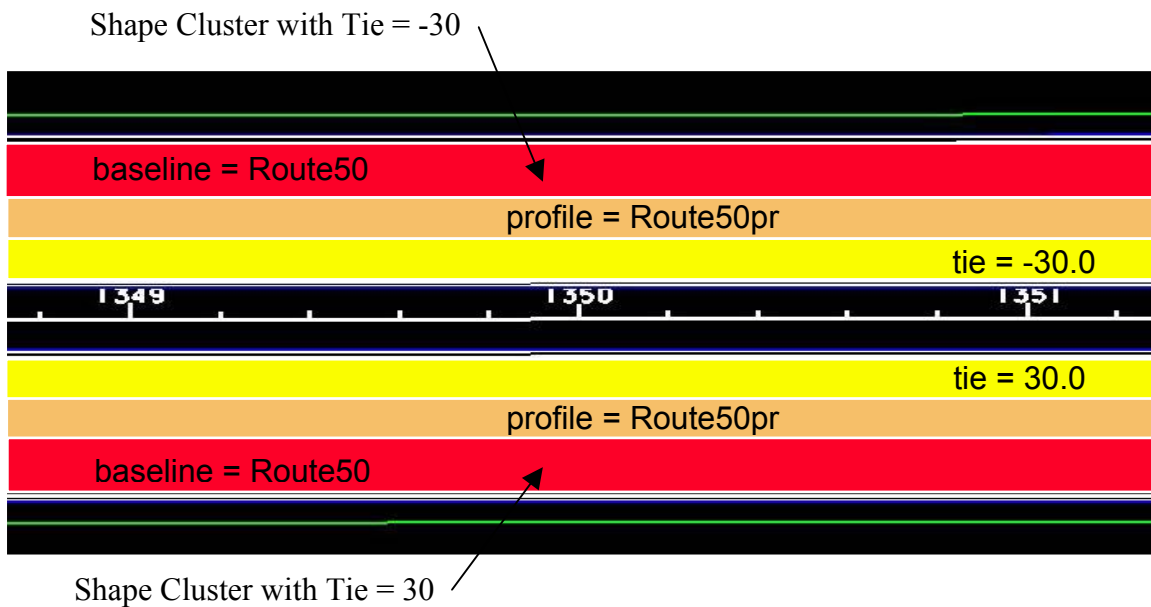 Shape Cluster with Tie = -30
baseline = Route50
profile = Route50pr
tie = -30.0
1349 1350 1351
tie = 30.0
profile = Route50pr
baseline = Route50
Shape Cluster with Tie = 30